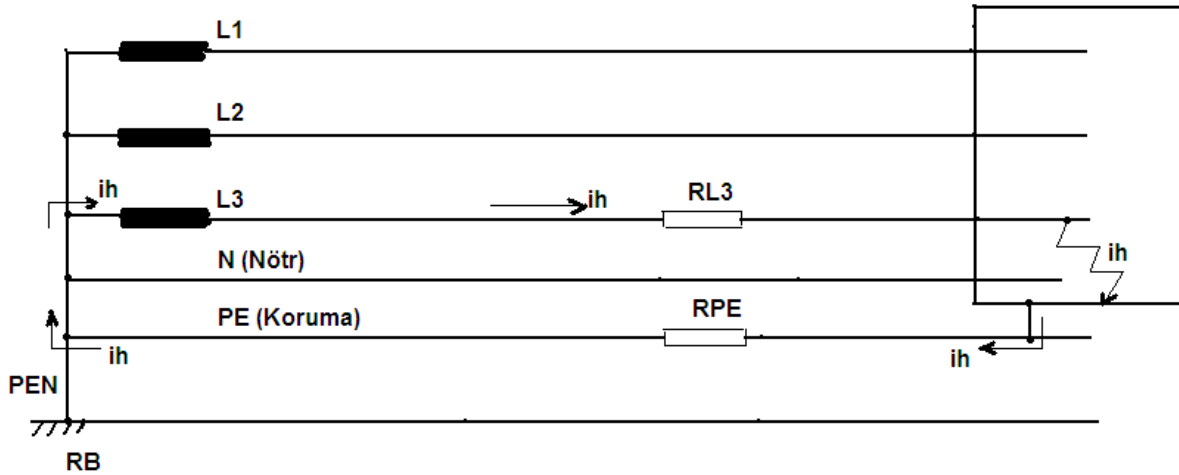 L1
L2
ih
L3
ih
RL3
N (Nötr)
ih
PE (Koruma)
RPE
ih
ih
PEN
RB